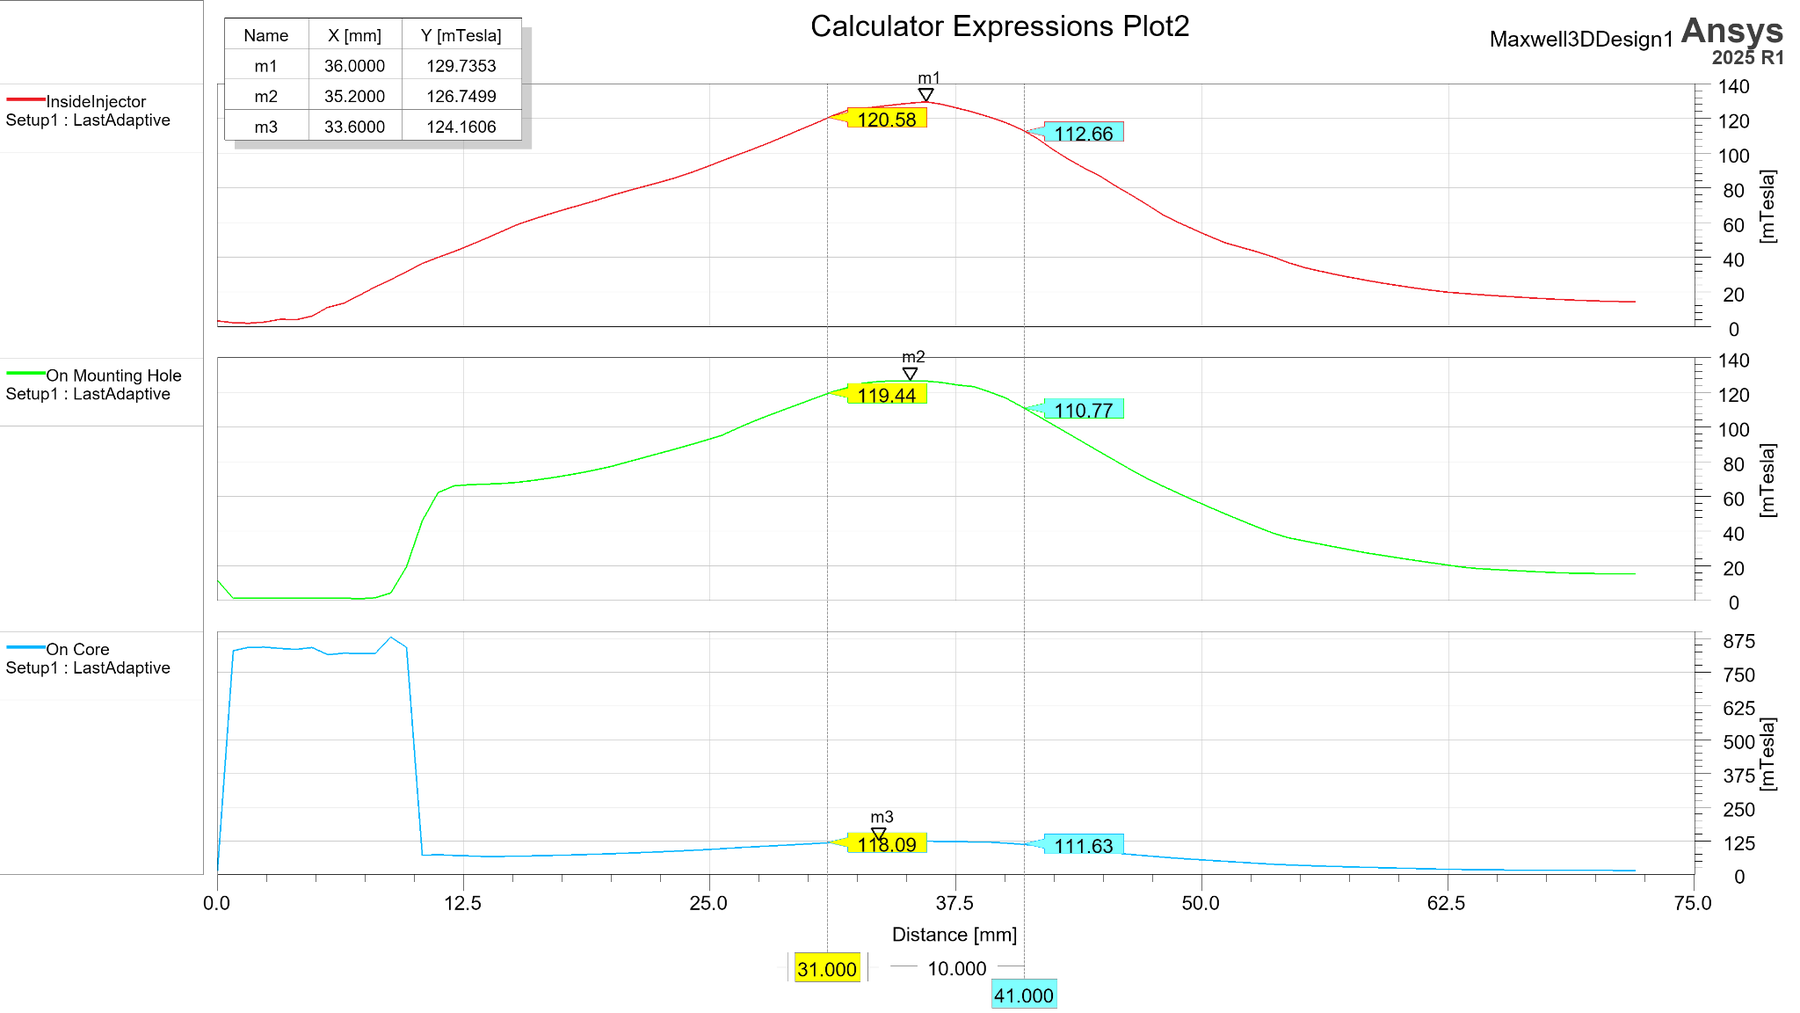 Calculator Expressions Plot2
Maxwell3DDesign1 Ansys
2025 R1
Name X [mm] Y [mTesla]
m1 36.0000 129.7353
m2 35.2000 126.7499
m3 33.6000 124.1606
InsideInjector
Setup1 : LastAdaptive
m1
120.58
112.66
140
120
100
80
60
40
20
0
[mTesla]
On Mounting Hole
Setup1 : LastAdaptive
m2
119.44
110.77
140
120
100
80
60
40
20
0
[mTesla]
On Core
Setup1 : LastAdaptive
m3
118.09
111.63
875
750
625
500
375
250
125
0
[mTesla]
0.0 12.5 25.0 37.5 50.0 62.5 75.0
Distance [mm]
31.000 10.000
41.000